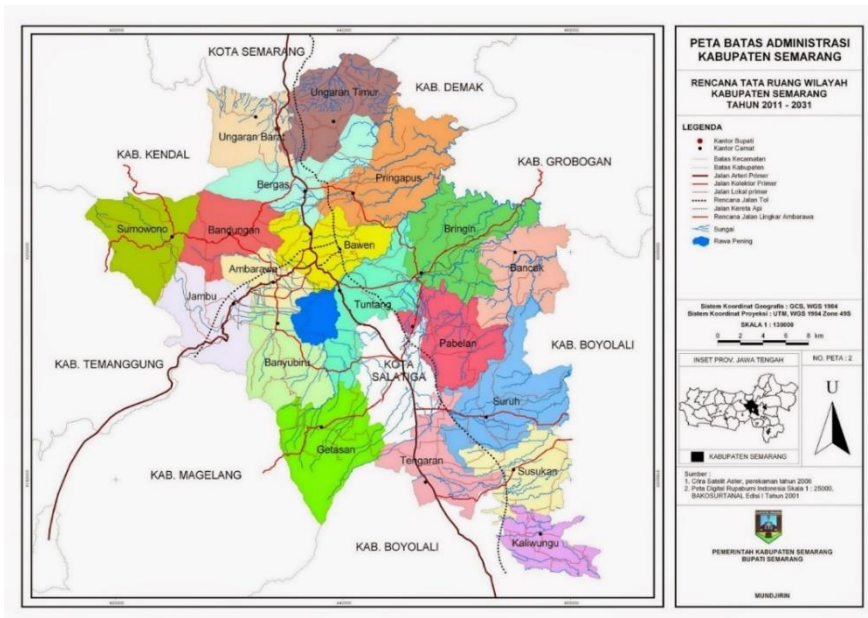 KOTA SEMARANG
KAB. DEMAK
Ungaran Timur
Ungaran Barat
KAB. KENDAL
KAB. GROBOGAN
Bergas
Pringapus
Sumowono
Bandungan
Bawen
Bringin
Bancak
Ambarawa
Jambu
Tuntang
Pabelan
KAB. BOYOLALI
KAB. TEMANGGUNG
Banyubiru
KOTA
SALATIGA
Suruh
Getasan
Tengaran
Susukan
KAB. MAGELANG
KAB. BOYOLALI
Kaliwungu
PETA BATAS ADMINISTRASI
KABUPATEN SEMARANG
RENCANA TATA RUANG WILAYAH
KABUPATEN SEMARANG
TAHUN 2011 - 2031
LEGENDA
Kantor Bupati
Kantor Camat
Batas Kecamatan
Batas Kabupaten
Jalan Arteri Primer
Jalan Kolektor Primer
Jalan Lokal primer
Rencana Jalan Tol
Jalan Kereta Api
Rencana Jalan Lingkar Ambarawa
Sungai
Rawa Pening
Sistem Koordinat Geografis : GCS, WGS 1984
Sistem Koordinat Proyeksi : UTM, WGS 1984 Zone 49S
SKALA 1 : 130000
0 2 4 6 8 km
INSET PROV. JAWA TENGAH
NO. PETA : 2
U
KABUPATEN SEMARANG
Sumber :
1. Citra Satelit Aster, perekaman tahun 2006
2. Peta Digital Rupabumi Indonesia Skala 1 : 25000,
BAKOSURTANAL Edisi I Tahun 2001
PEMERINTAH KABUPATEN SEMARANG
BUPATI SEMARANG
MUNDJIRIN